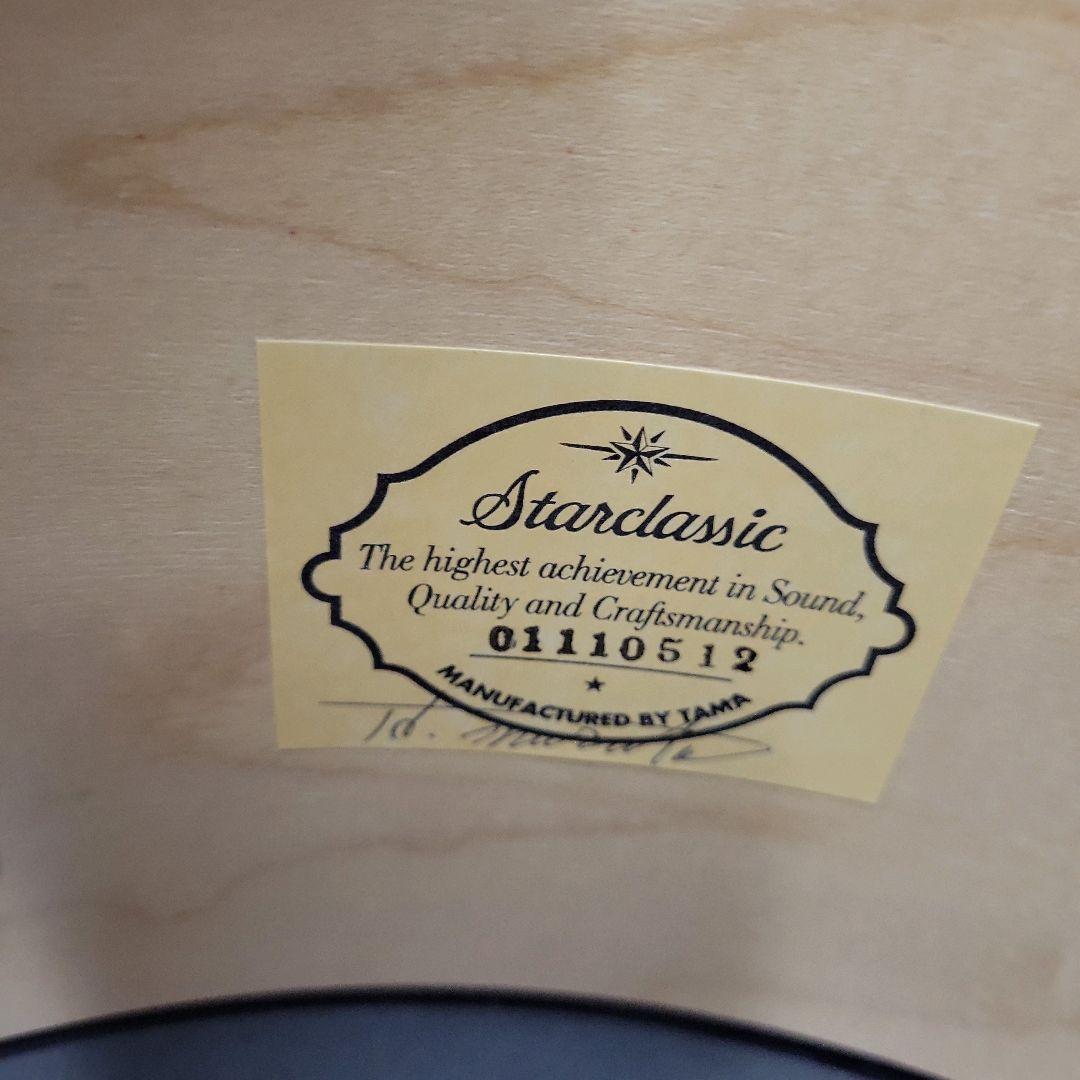 Starclassic
The highest achievement in Sound,
Quality and Craftsmanship.
01110512
MANUFACTURED BY TAMA